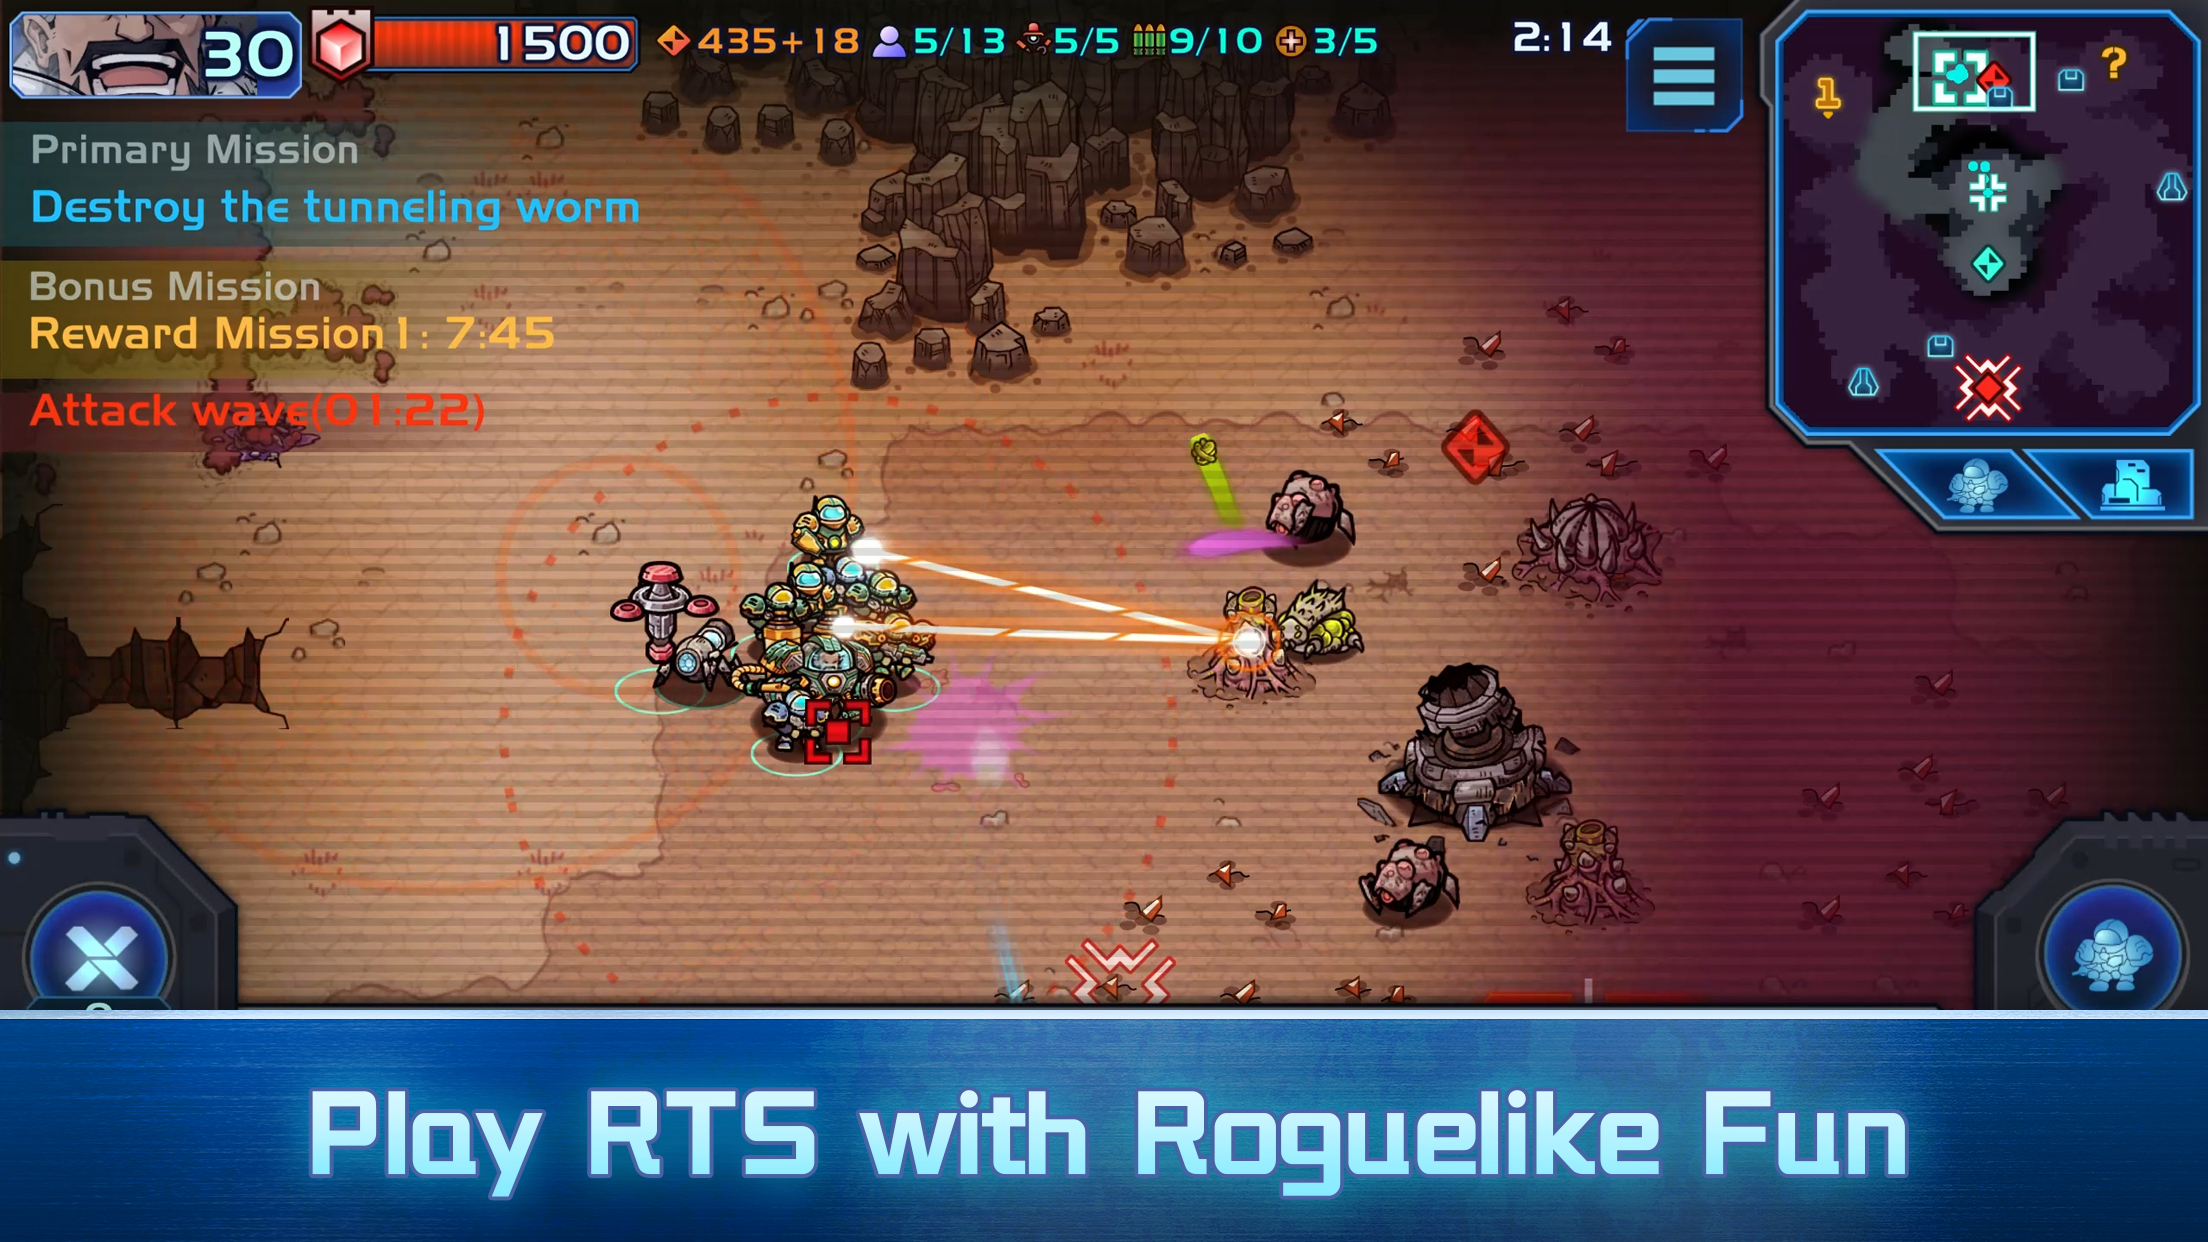 30 1500 435+18 5/13 5/5 9/10 3/5 2:14
Primary Mission
Destroy the tunneling worm
Bonus Mission
Reward Mission1: 7:45
Attack wave(01:22)
1 ?
Play RTS with Roguelike Fun